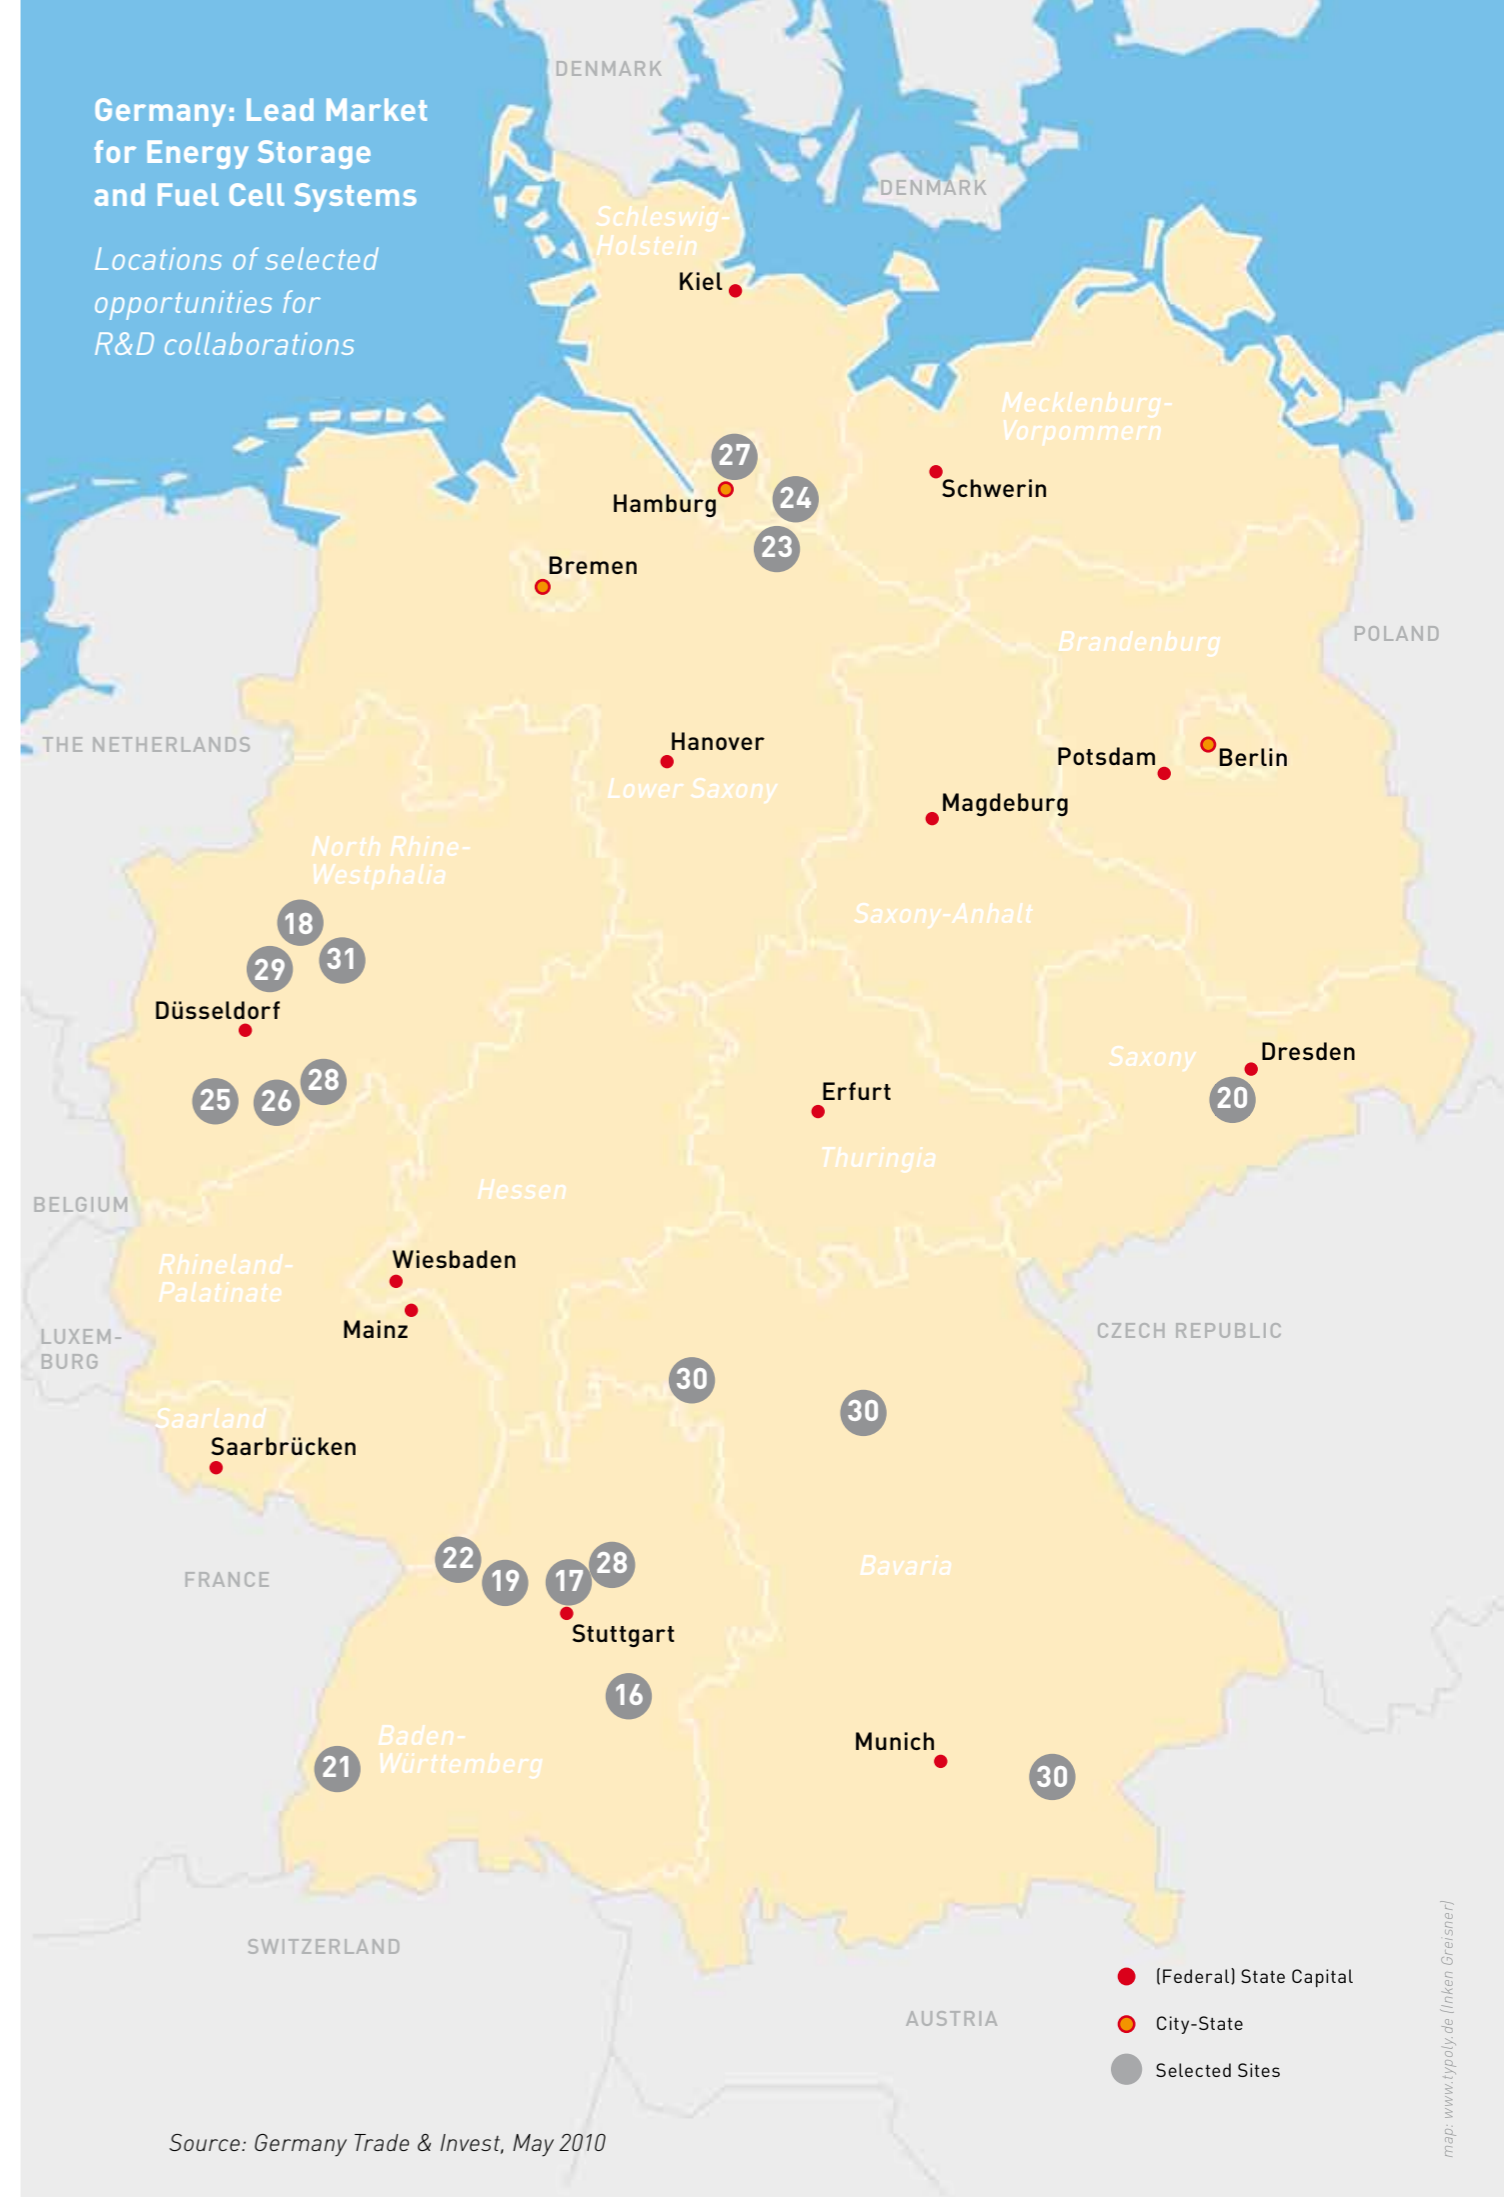 DENMARK
Germany: Lead Market
for Energy Storage
and Fuel Cell Systems
DENMARK
Schleswig-
Holstein
Locations of selected
opportunities for
R&D collaborations
Kiel
Mecklenburg-
Vorpommern
27
Schwerin
Hamburg
24
23
Bremen
Brandenburg
POLAND
THE NETHERLANDS
Hanover
Potsdam
Berlin
Lower Saxony
Magdeburg
North Rhine-
Westphalia
Saxony-Anhalt
18
31
29
Düsseldorf
Saxony
Dresden
28
25
26
Erfurt
20
Thuringia
Hessen
BELGIUM
Rhineland-
Palatinate
Wiesbaden
Mainz
LUXEM-
BURG
CZECH REPUBLIC
30
30
Saarland
Saarbrücken
22
19
17
28
FRANCE
Bavaria
Stuttgart
16
Baden-
Württemberg
21
Munich
30
SWITZERLAND
AUSTRIA
(Federal) State Capital
City-State
Selected Sites
map: www.typoly.de (Inken Greisner)
Source: Germany Trade & Invest, May 2010